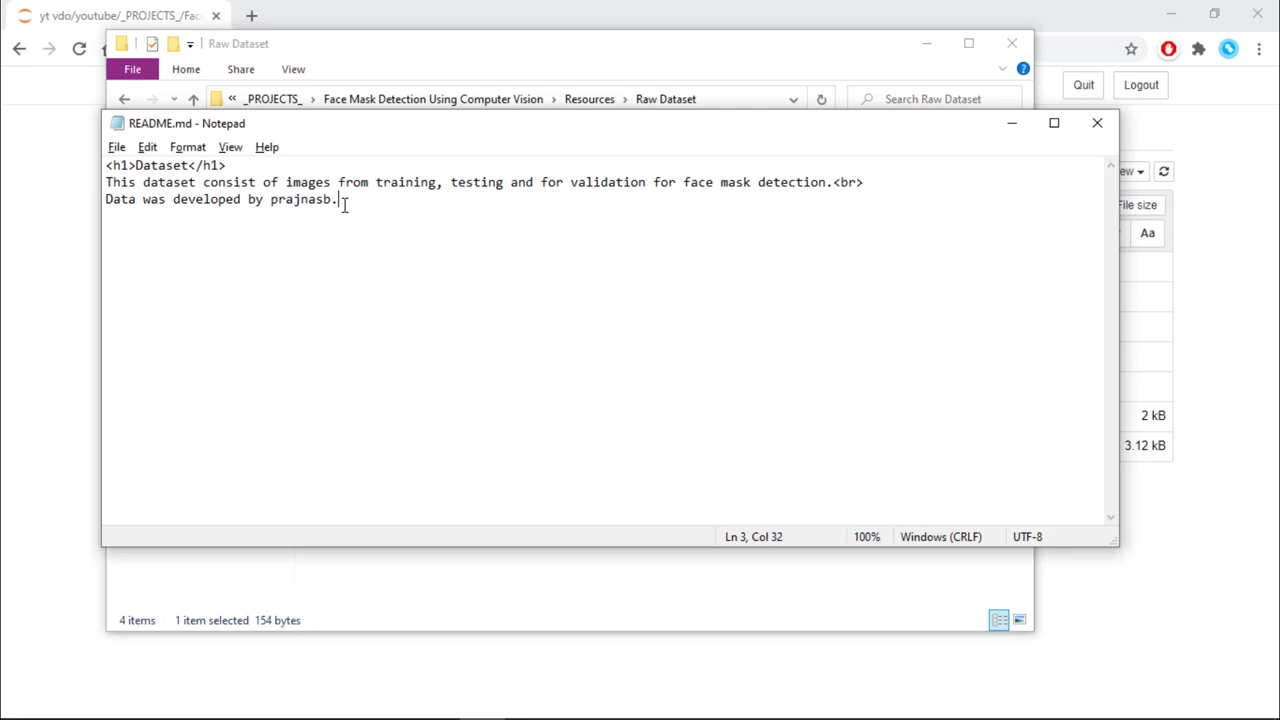 yt vdo/youtube/_PROJECTS_/Fac
Raw Dataset
File Home Share View
_PROJECTS_ Face Mask Detection Using Computer Vision Resources Raw Dataset
Search Raw Dataset
Quit Logout
README.md - Notepad
File Edit Format View Help
<h1>Dataset</h1>
This dataset consist of images from training, testing and for validation for face mask detection.<br>
Data was developed by prajnasb.
ew
File size
Aa
2 kB
3.12 kB
Ln 3, Col 32 100% Windows (CRLF) UTF-8
4 items 1 item selected 154 bytes